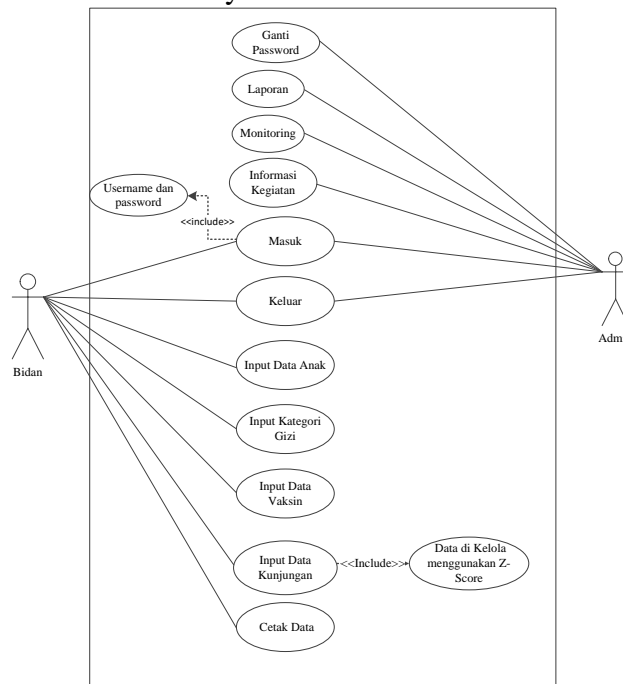 y
Ganti
Password
Laporan
Monitoring
Informasi
Kegiatan
Username dan
password
<<include>>
Masuk
Keluar
Bidan
Adm
Input Data Anak
Input Kategori
Gizi
Input Data
Vaksin
Input Data
Kunjungan
<<Include>>
Data di Kelola
menggunakan Z-
Score
Cetak Data